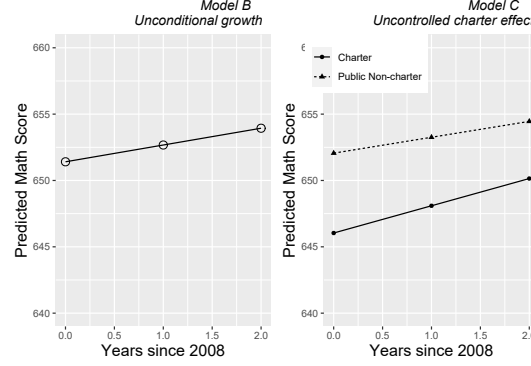 Model B
Unconditional growth
660
655
650
645
640
0.0 0.5 1.0 1.5 2.0
Years since 2008
Predicted Math Score
Model C
Uncontrolled charter effec
Charter
Public Non-charter
655
650
645
640
0.0 0.5 1.0 1.5 2.0
Years since 2008
Predicted Math Score